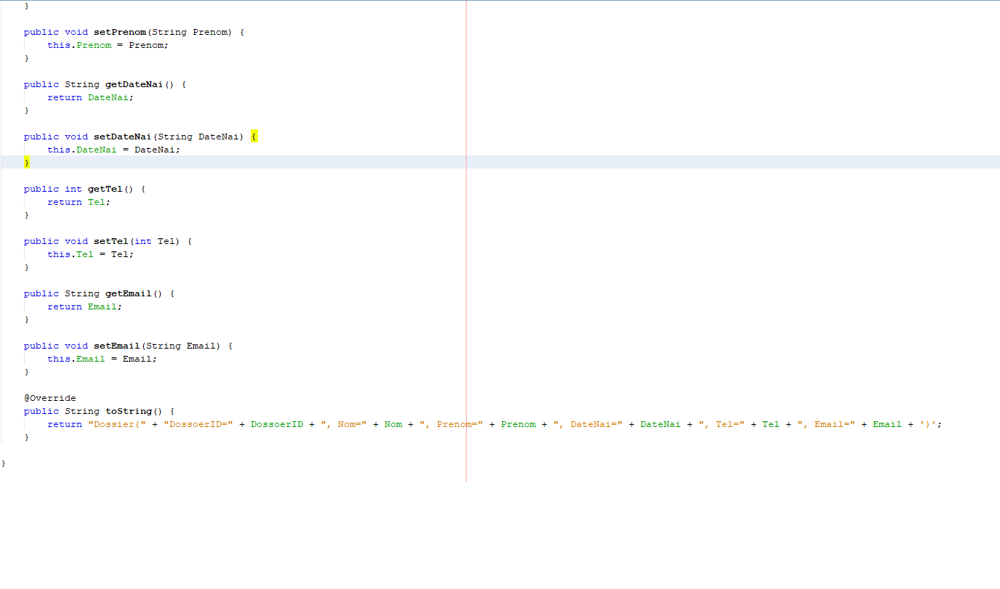 }
public void setPrenom(String Prenom) {
this.Prenom = Prenom;
}
public String getDateNai() {
return DateNai;
}
public void setDateNai(String DateNai) {
this.DateNai = DateNai;
}
public int getTel() {
return Tel;
}
public void setTel(int Tel) {
this.Tel = Tel;
}
public String getEmail() {
return Email;
}
public void setEmail(String Email) {
this.Email = Email;
}
@Override
public String toString() {
return "Dossier{" + "DossoerID=" + DossoerID + ", Nom=" + Nom + ", Prenom=" + Prenom + ", DateNai=" + DateNai + ", Tel=" + Tel + ", Email=" + Email + '}';
}
}